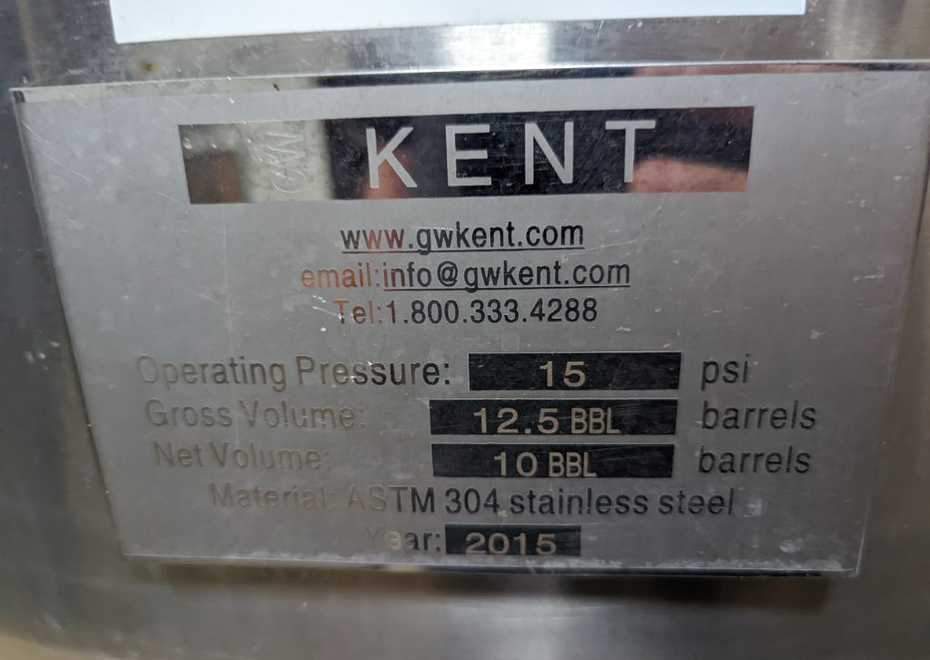 GW KENT
www.gwkent.com
email:info@gwkent.com
Tel:1.800.333.4288
Operating Pressure: 15 psi
Gross Volume: 12.5 BBL barrels
Net Volume: 10 BBL barrels
Material: ASTM 304 stainless steel
Year: 2015